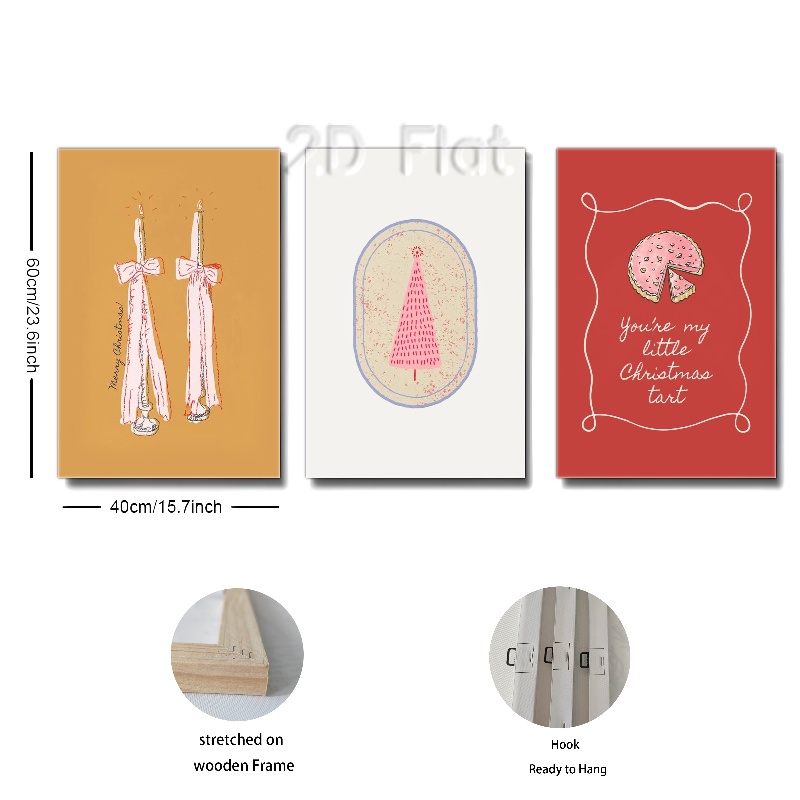 2D Flat
60cm/23.6inch
Merry Christmas!
You're my
little
Christmas
tart
40cm/15.7inch
stretched on
wooden Frame
Hook
Ready to Hang